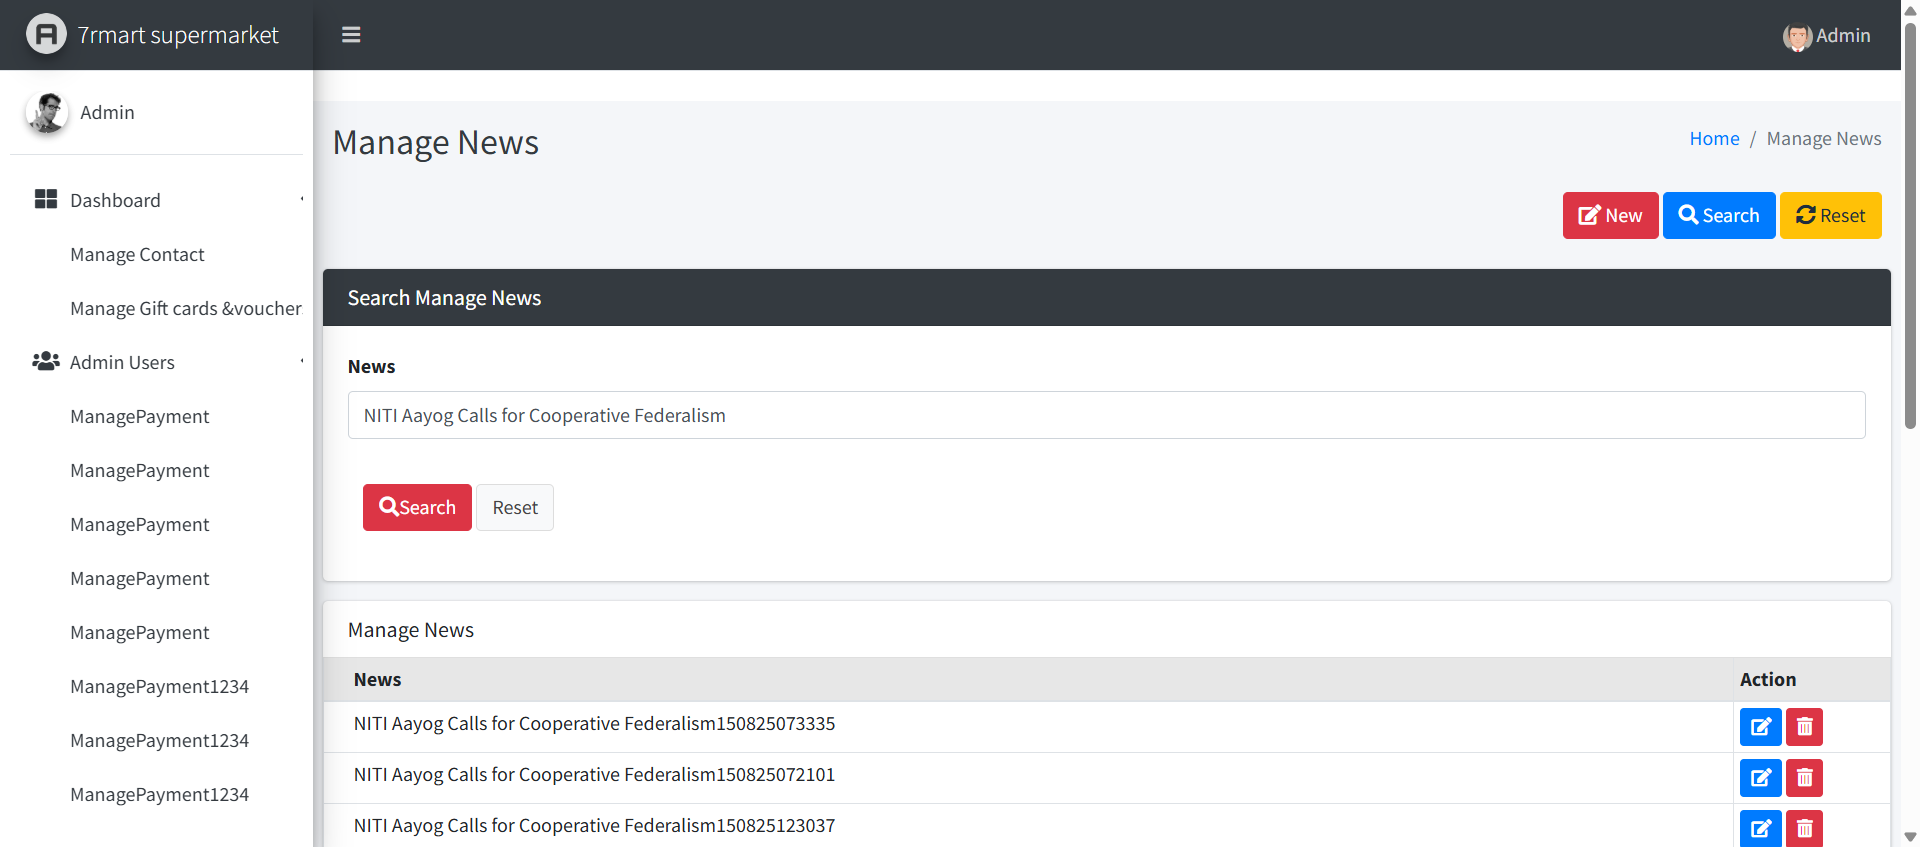 7rmart supermarket
Admin
Admin
Manage News
Home / Manage News
Dashboard
New
Search
Reset
Manage Contact
Manage Gift cards &voucher
Search Manage News
Admin Users
News
ManagePayment
NITI Aayog Calls for Cooperative Federalism
ManagePayment
ManagePayment
Search
Reset
ManagePayment
ManagePayment
Manage News
ManagePayment1234
News
Action
NITI Aayog Calls for Cooperative Federalism150825073335
ManagePayment1234
NITI Aayog Calls for Cooperative Federalism150825072101
ManagePayment1234
NITI Aayog Calls for Cooperative Federalism150825123037